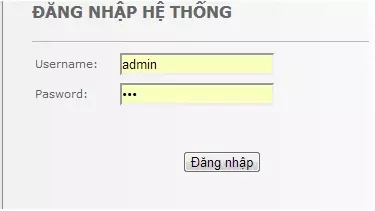 ĐĂNG NHẬP HỆ THỐNG
Username: admin
Pasword: •••
Đăng nhập